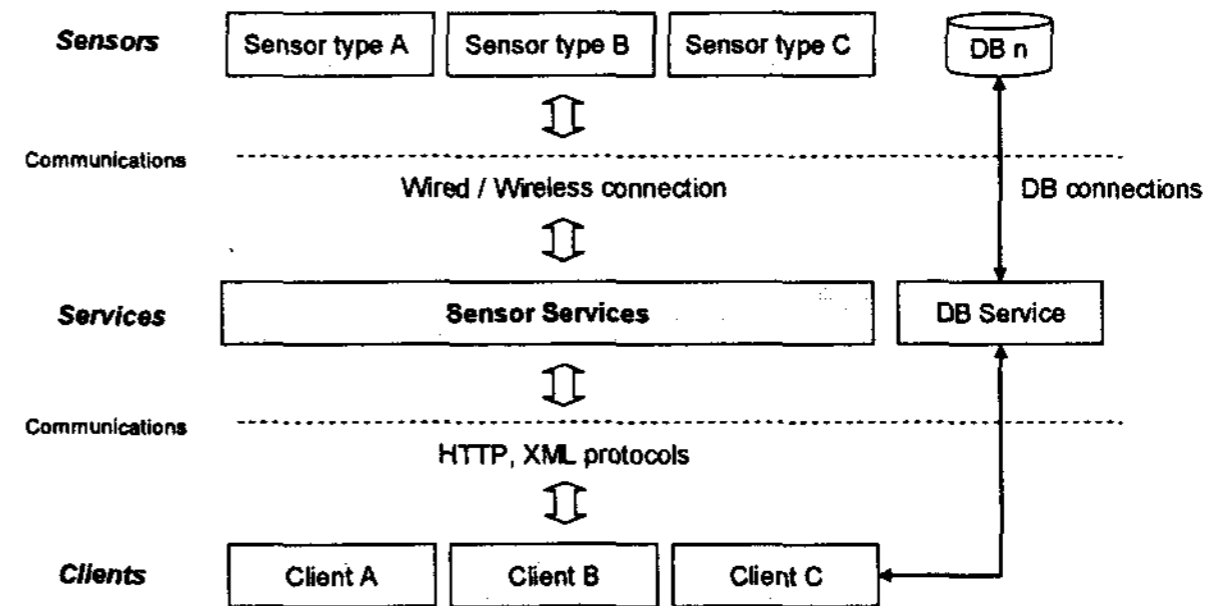 Sensors Sensor type A Sensor type B Sensor type C DB n
Communications
Wired / Wireless connection DB connections
Services Sensor Services DB Service
Communications
HTTP, XML protocols
Clients Client A Client B Client C